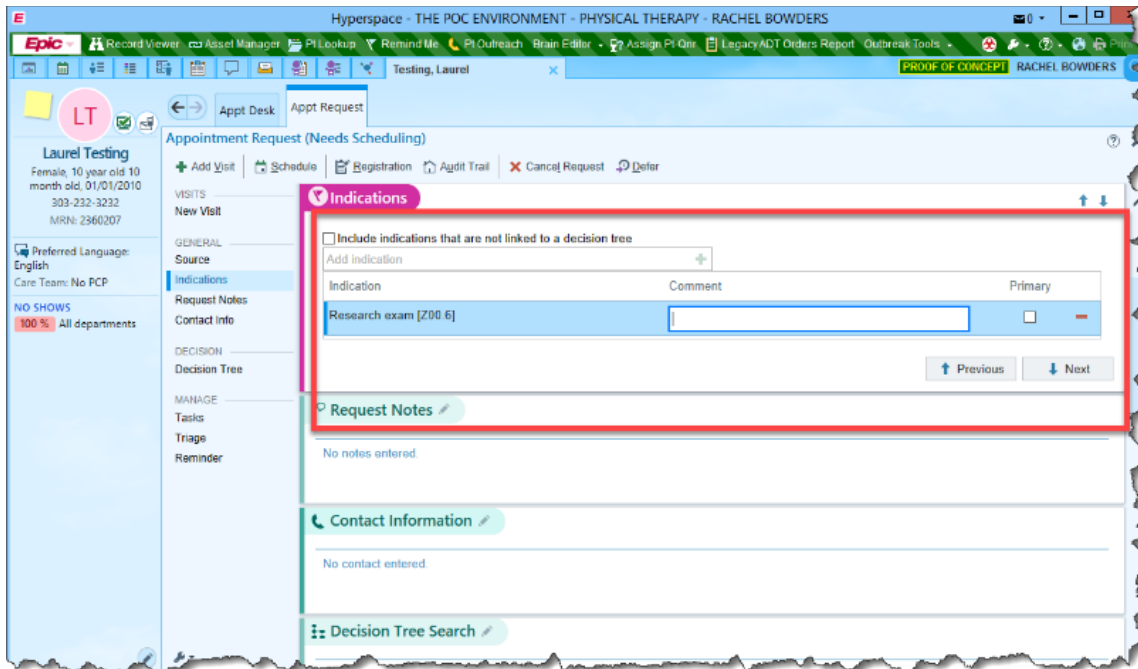 Hyperspace - THE POC ENVIRONMENT - PHYSICAL THERAPY - RACHEL BOWDERS
0
Epic Record Viewer Asset Manager Pt Lookup Remind Me Pt Outreach Brain Editor Assign Pt Qnr Legacy ADT Orders Report Outbreak Tools Prin
Testing, Laurel PROOF OF CONCEPT RACHEL BOWDERS
LT
Appt Desk Appt Request
Appointment Request (Needs Scheduling)
Add Visit Schedule Registration Audit Trail Cancel Request Defer
Laurel Testing
Female, 10 year old 10
month old, 01/01/2010
303-232-3232
MRN: 2360207
Preferred Language:
English
Care Team: No PCP
NO SHOWS
100 % All departments
VISITS
New Visit
GENERAL
Source
Indications
Request Notes
Contact Info
DECISION
Decision Tree
MANAGE
Tasks
Triage
Reminder
Indications
Include indications that are not linked to a decision tree
Add indication
Indication Comment Primary
Research exam [Z00.6]
Previous Next
Request Notes
No notes entered.
Contact Information
No contact entered.
Decision Tree Search